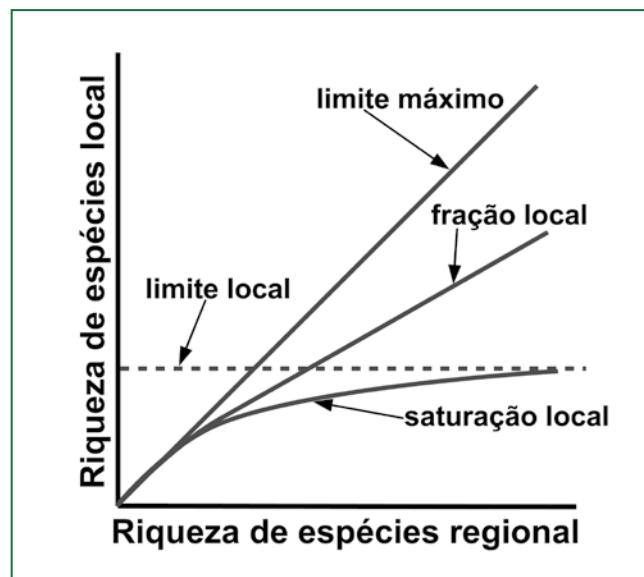 limite máximo
fração local
limite local
saturação local
Riqueza de espécies local
Riqueza de espécies regional